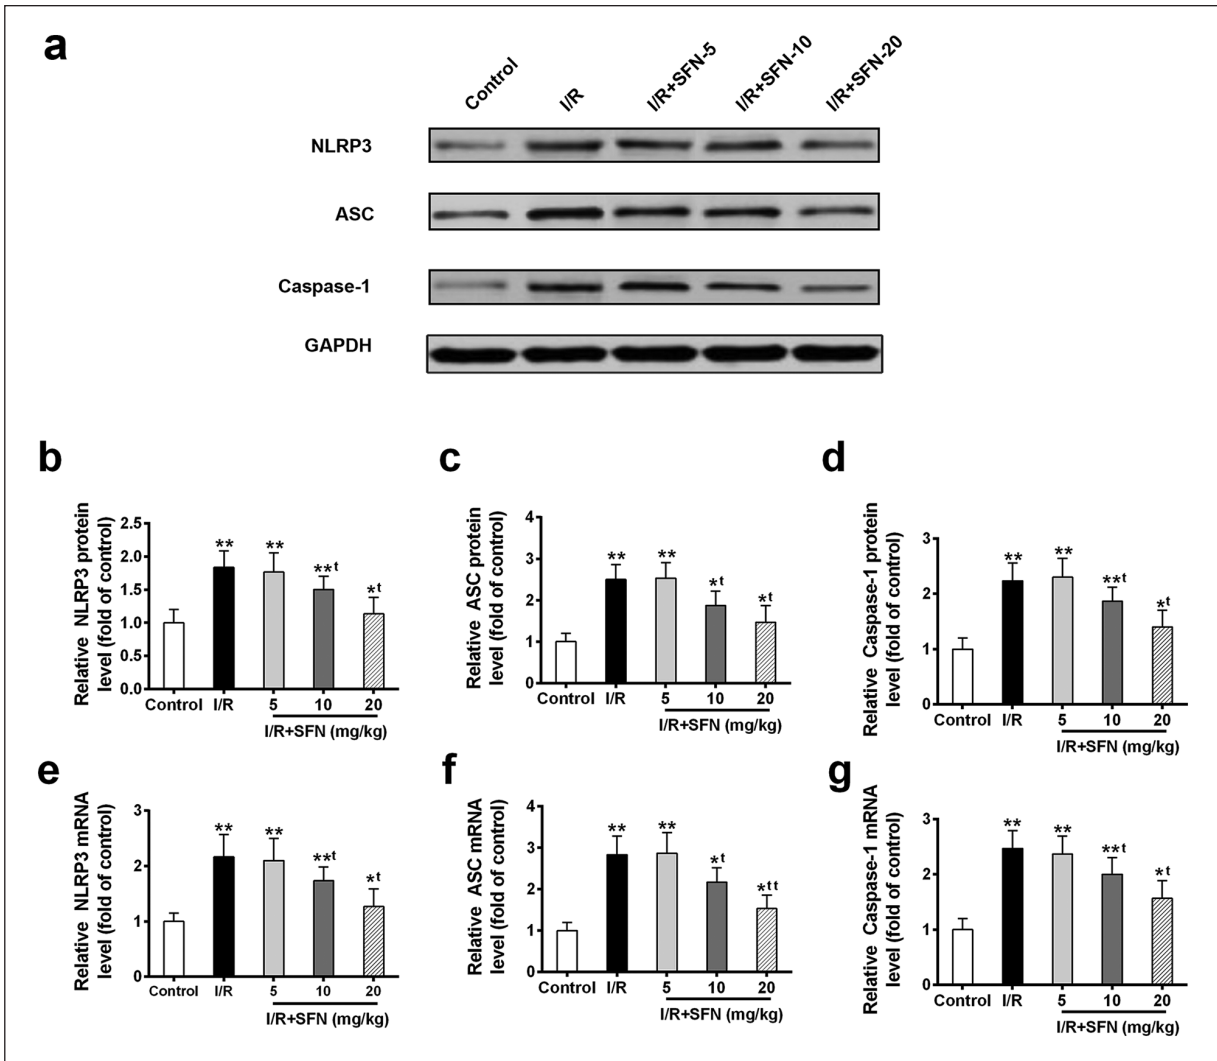 a
Control
I/R
I/R+SFN-5
I/R+SFN-10
I/R+SFN-20
NLRP3
ASC
Caspase-1
GAPDH
b
Relative NLRP3 protein
level (fold of control)
2.5
2.0
1.5
1.0
0.5
0.0
** ** **t *t
Control I/R 5 10 20
I/R+SFN (mg/kg)
c
Relative ASC protein
level (fold of control)
4
3
2
1
0
** ** *t *t
Control I/R 5 10 20
I/R+SFN (mg/kg)
d
Relative Caspase-1 protein
level (fold of control)
3
2
1
0
** ** **t *t
Control I/R 5 10 20
I/R+SFN (mg/kg)
e
Relative NLRP3 mRNA
level (fold of control)
3
2
1
0
** ** **t *t
Control I/R 5 10 20
I/R+SFN (mg/kg)
f
Relative ASC mRNA
level (fold of control)
4
3
2
1
0
** ** *t *tt
Control I/R 5 10 20
I/R+SFN (mg/kg)
g
Relative Caspase-1 mRNA
level (fold of control)
3
2
1
0
** ** **t *t
Control I/R 5 10 20
I/R+SFN (mg/kg)